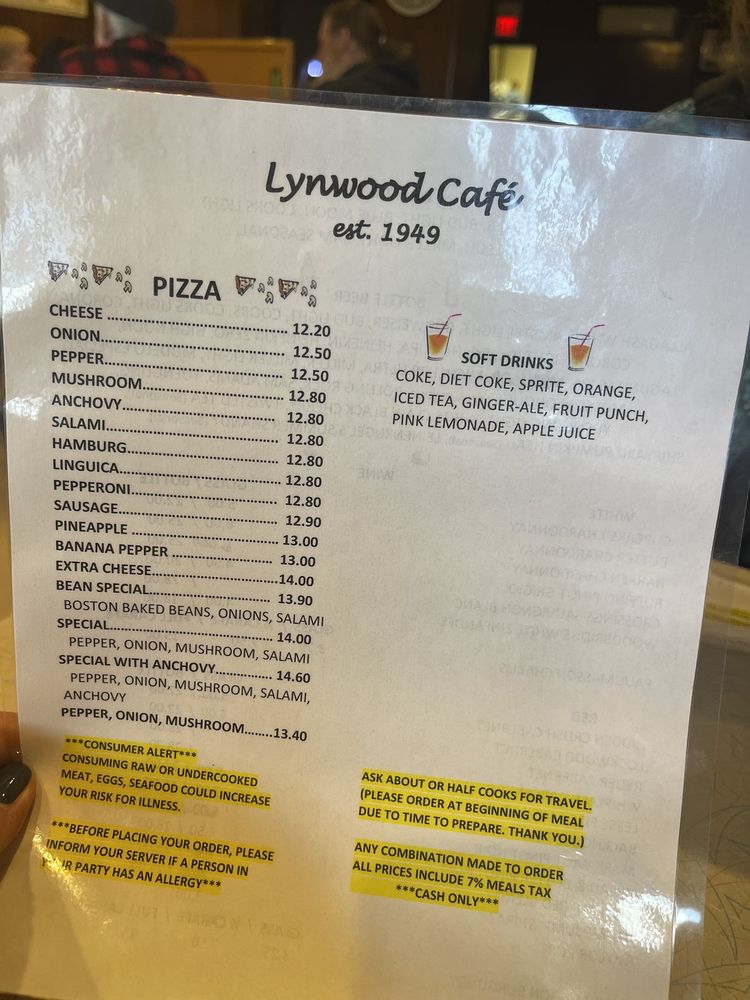 Lynwood Café
est. 1949
PIZZA
CHEESE ........................................ 12.20
ONION.......................................... 12.50
PEPPER......................................... 12.50
MUSHROOM................................. 12.80
ANCHOVY..................................... 12.80
SALAMI......................................... 12.80
HAMBURG.................................... 12.80
LINGUICA...................................... 12.80
PEPPERONI................................... 12.80
SAUSAGE....................................... 12.90
PINEAPPLE .................................... 13.00
BANANA PEPPER .......................... 13.00
EXTRA CHEESE..............................14.00
BEAN SPECIAL............................. 13.90
BOSTON BAKED BEANS, ONIONS, SALAMI
SPECIAL........................................ 14.00
PEPPER, ONION, MUSHROOM, SALAMI
SPECIAL WITH ANCHOVY.............. 14.60
PEPPER, ONION, MUSHROOM, SALAMI,
ANCHOVY
PEPPER, ONION, MUSHROOM........13.40
***CONSUMER ALERT***
CONSUMING RAW OR UNDERCOOKED
MEAT, EGGS, SEAFOOD COULD INCREASE
YOUR RISK FOR ILLNESS.
***BEFORE PLACING YOUR ORDER, PLEASE
INFORM YOUR SERVER IF A PERSON IN
YOUR PARTY HAS AN ALLERGY***
SOFT DRINKS
COKE, DIET COKE, SPRITE, ORANGE,
ICED TEA, GINGER-ALE, FRUIT PUNCH,
PINK LEMONADE, APPLE JUICE
ASK ABOUT OR HALF COOKS FOR TRAVEL.
(PLEASE ORDER AT BEGINNING OF MEAL
DUE TO TIME TO PREPARE. THANK YOU.)
ANY COMBINATION MADE TO ORDER
ALL PRICES INCLUDE 7% MEALS TAX
***CASH ONLY***